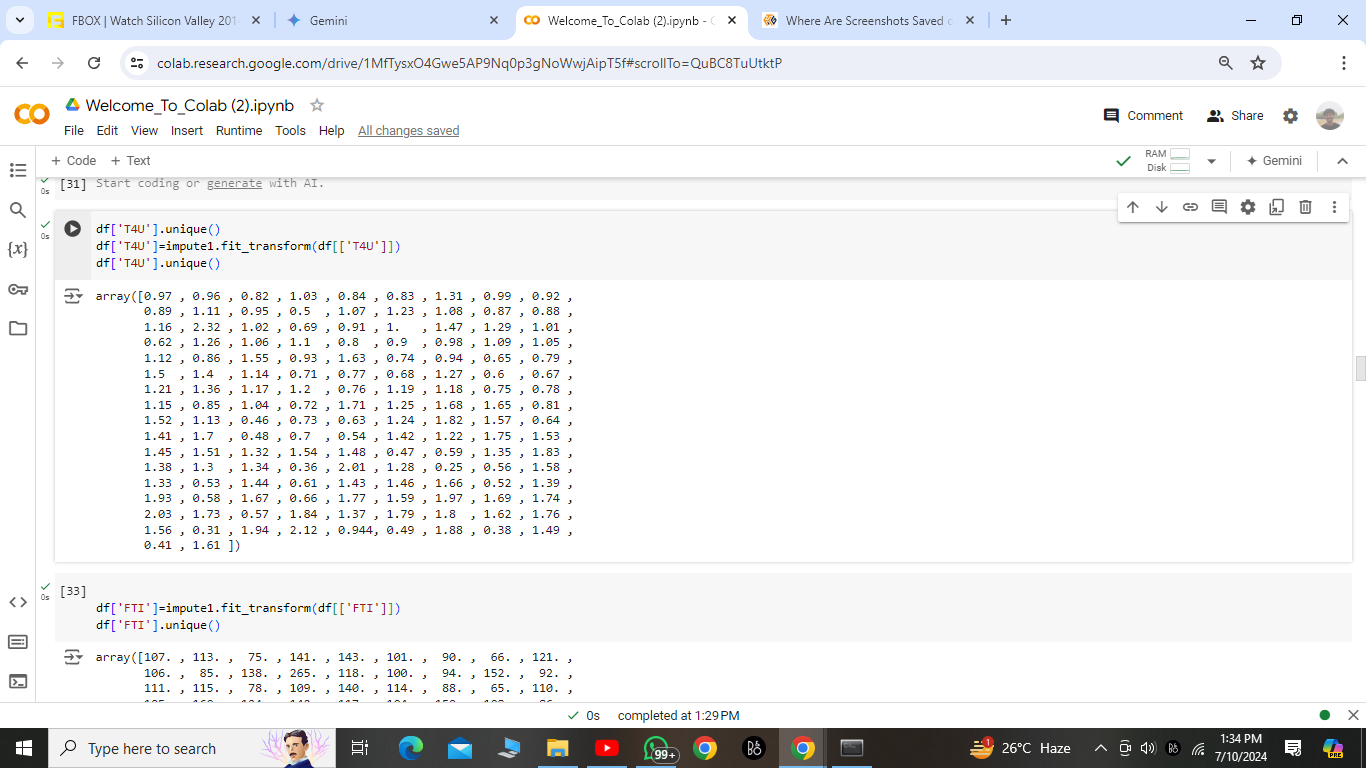 FBOX | Watch Silicon Valley 201
Gemini
Welcome_To_Colab (2).ipynb - C
Where Are Screenshots Saved o
colab.research.google.com/drive/1MfTysxO4Gwe5AP9Nq0p3gNoWwjAipT5f#scrollTo=QuBC8TuUtktP
Welcome_To_Colab (2).ipynb
Comment
Share
File Edit View Insert Runtime Tools Help All changes saved
+ Code + Text
RAM
Disk
Gemini
0s
[31] Start coding or generate with AI.
0s
df['T4U'].unique()
df['T4U']=impute1.fit_transform(df[['T4U']])
df['T4U'].unique()
array([0.97 , 0.96 , 0.82 , 1.03 , 0.84 , 0.83 , 1.31 , 0.99 , 0.92 ,
0.89 , 1.11 , 0.95 , 0.5  , 1.07 , 1.23 , 1.08 , 0.87 , 0.88 ,
1.16 , 2.32 , 1.02 , 0.69 , 0.91 , 1.   , 1.47 , 1.29 , 1.01 ,
0.62 , 1.26 , 1.06 , 1.1  , 0.8  , 0.9  , 0.98 , 1.09 , 1.05 ,
1.12 , 0.86 , 1.55 , 0.93 , 1.63 , 0.74 , 0.94 , 0.65 , 0.79 ,
1.5  , 1.4  , 1.14 , 0.71 , 0.77 , 0.68 , 1.27 , 0.6  , 0.67 ,
1.21 , 1.36 , 1.17 , 1.2  , 0.76 , 1.19 , 1.18 , 0.75 , 0.78 ,
1.15 , 0.85 , 1.04 , 0.72 , 1.71 , 1.25 , 1.68 , 1.65 , 0.81 ,
1.52 , 1.13 , 0.46 , 0.73 , 0.63 , 1.24 , 1.82 , 1.57 , 0.64 ,
1.41 , 1.7  , 0.48 , 0.7  , 0.54 , 1.42 , 1.22 , 1.75 , 1.53 ,
1.45 , 1.51 , 1.32 , 1.54 , 1.48 , 0.47 , 0.59 , 1.35 , 1.83 ,
1.38 , 1.3  , 1.34 , 0.36 , 2.01 , 1.28 , 0.25 , 0.56 , 1.58 ,
1.33 , 0.53 , 1.44 , 0.61 , 1.43 , 1.46 , 1.66 , 0.52 , 1.39 ,
1.93 , 0.58 , 1.67 , 0.66 , 1.77 , 1.59 , 1.97 , 1.69 , 1.74 ,
2.03 , 1.73 , 0.57 , 1.84 , 1.37 , 1.79 , 1.8  , 1.62 , 1.76 ,
1.56 , 0.31 , 1.94 , 2.12 , 0.944, 0.49 , 1.88 , 0.38 , 1.49 ,
0.41 , 1.61 ])
0s
[33]
df['FTI']=impute1.fit_transform(df[['FTI']])
df['FTI'].unique()
array([107. , 113. ,  75. , 141. , 143. , 101. ,  90. ,  66. , 121. ,
106. ,  85. , 138. , 265. , 118. , 100. ,  94. , 152. ,  92. ,
111. , 115. ,  78. , 109. , 140. , 114. ,  88. ,  65. , 110. ,
0s completed at 1:29 PM
Type here to search
99+
1
26°C Haze
1:34 PM
7/10/2024
PRE